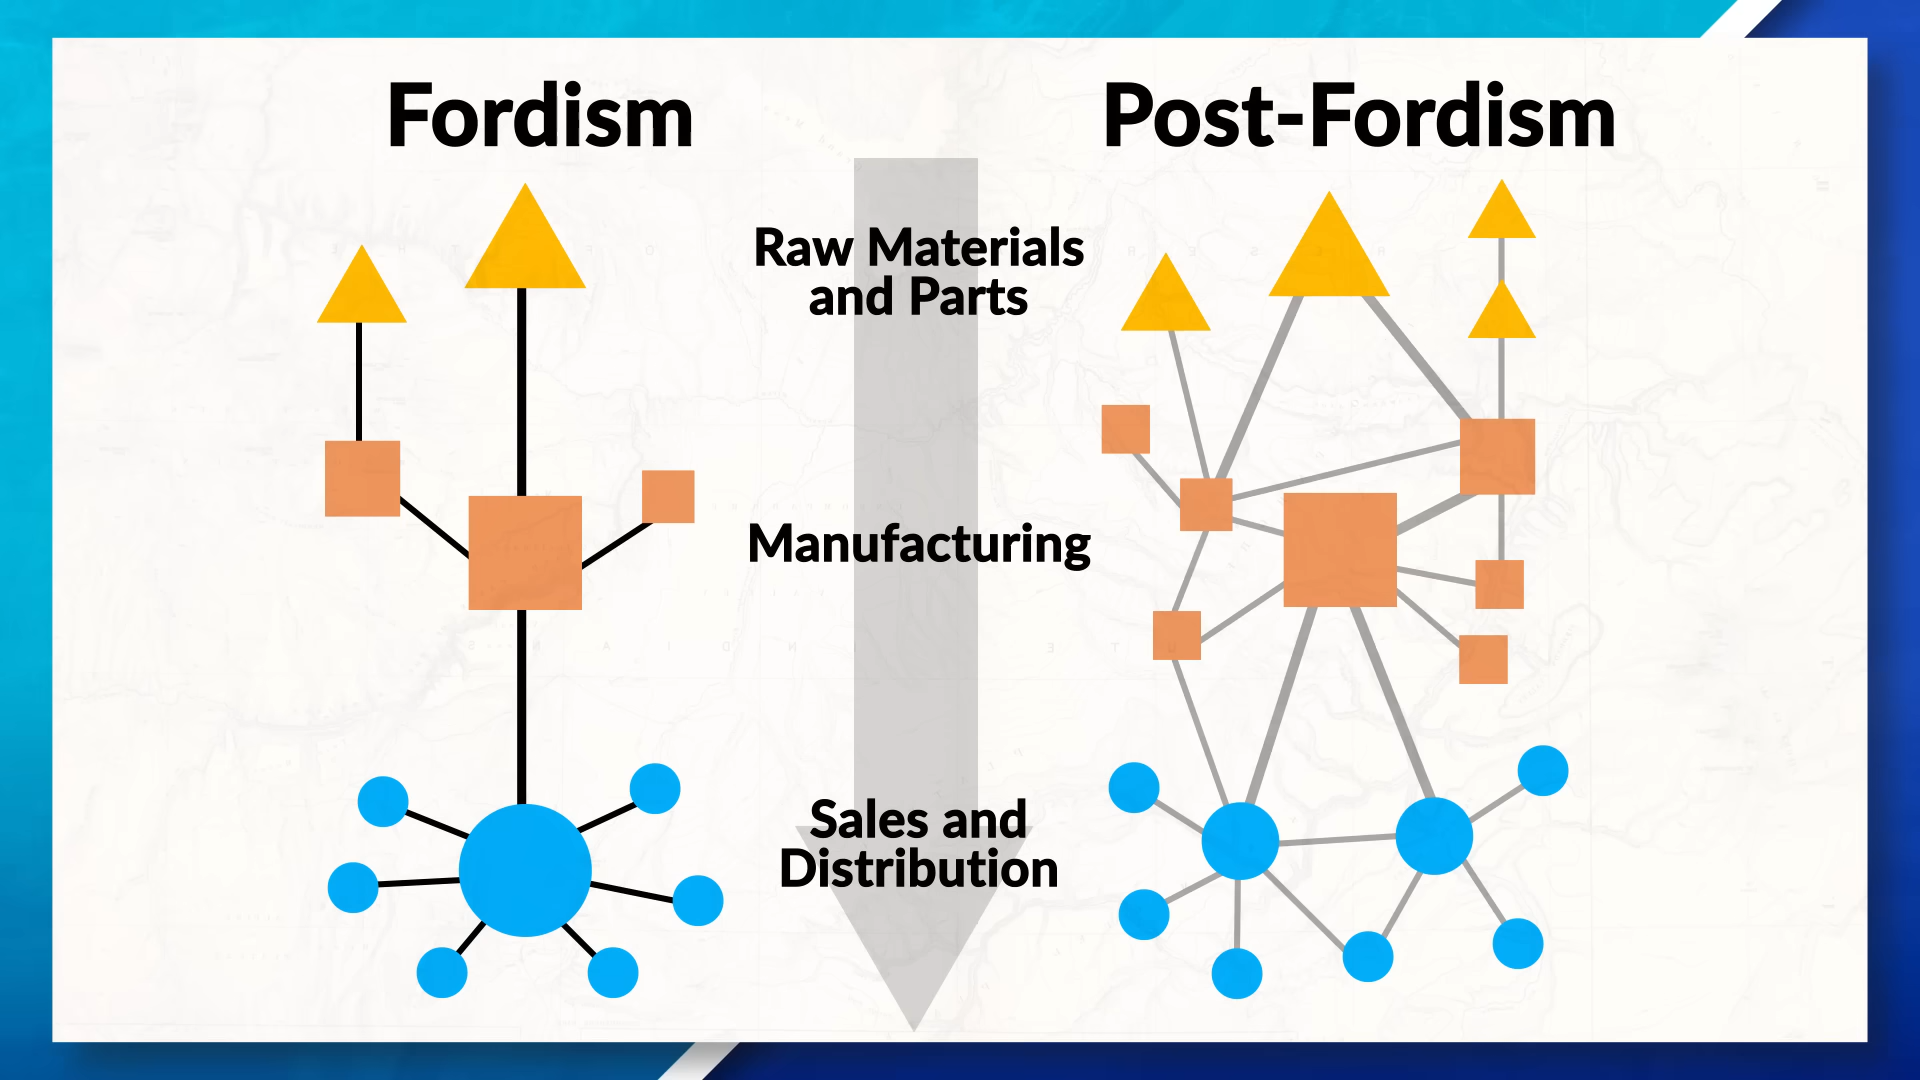 Fordism
Post-Fordism
Raw Materials
and Parts
Manufacturing
Sales and
Distribution